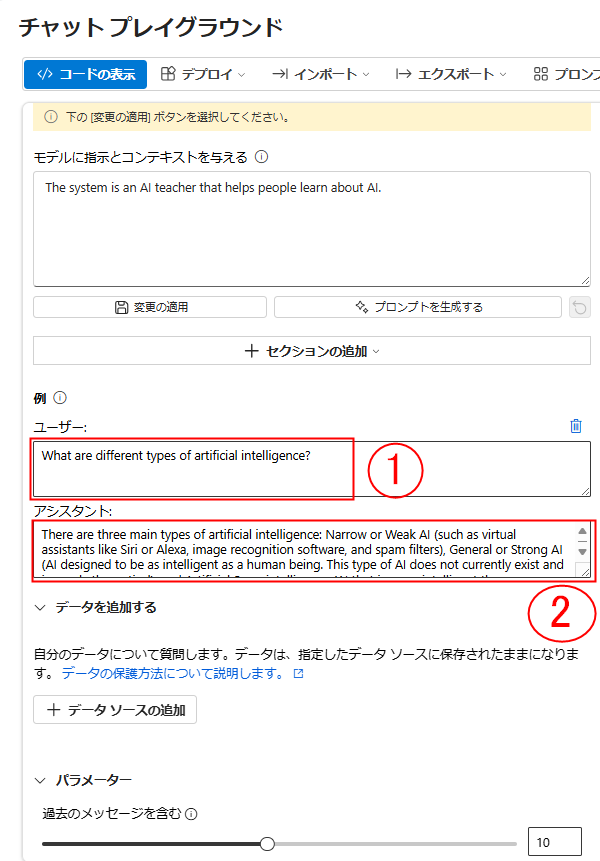 チャット プレイグラウンド
</> コードの表示 デプロイ インポート エクスポート プロン
下の [変更の適用] ボタンを選択してください。
モデルに指示とコンテキストを与える
The system is an AI teacher that helps people learn about AI.
変更の適用 プロンプトを生成する
セクションの追加
例
ユーザー:
What are different types of artificial intelligence?
1
アシスタント:
There are three main types of artificial intelligence: Narrow or Weak AI (such as virtual
assistants like Siri or Alexa, image recognition software, and spam filters), General or Strong AI
(AI designed to be as intelligent as a human being. This type of AI does not currently exist and
2
データを追加する
自分のデータについて質問します。データは、指定したデータ ソースに保存されたままになりま
す。 データの保護方法について説明します。
データ ソースの追加
パラメーター
過去のメッセージを含む
10